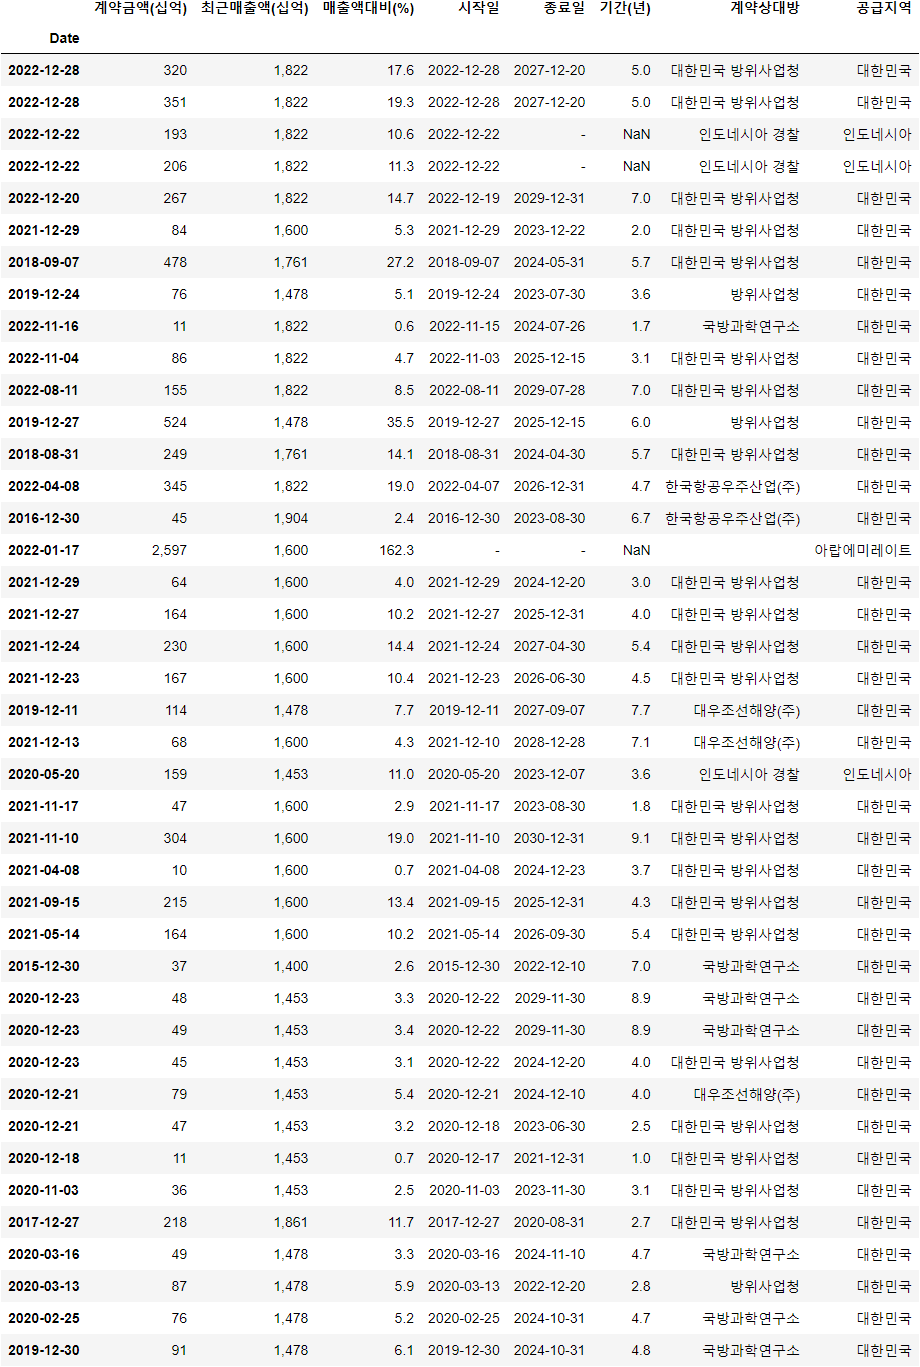 계약금액(십억) 최근매출액(십억) 매출액대비(%) 시작일 종료일 기간(년) 계약상대방 공급지역
Date
2022-12-28 320 1,822 17.6 2022-12-28 2027-12-20 5.0 대한민국 방위사업청 대한민국
2022-12-28 351 1,822 19.3 2022-12-28 2027-12-20 5.0 대한민국 방위사업청 대한민국
2022-12-22 193 1,822 10.6 2022-12-22 - NaN 인도네시아 경찰 인도네시아
2022-12-22 206 1,822 11.3 2022-12-22 - NaN 인도네시아 경찰 인도네시아
2022-12-20 267 1,822 14.7 2022-12-19 2029-12-31 7.0 대한민국 방위사업청 대한민국
2021-12-29 84 1,600 5.3 2021-12-29 2023-12-22 2.0 대한민국 방위사업청 대한민국
2018-09-07 478 1,761 27.2 2018-09-07 2024-05-31 5.7 대한민국 방위사업청 대한민국
2019-12-24 76 1,478 5.1 2019-12-24 2023-07-30 3.6 방위사업청 대한민국
2022-11-16 11 1,822 0.6 2022-11-15 2024-07-26 1.7 국방과학연구소 대한민국
2022-11-04 86 1,822 4.7 2022-11-03 2025-12-15 3.1 대한민국 방위사업청 대한민국
2022-08-11 155 1,822 8.5 2022-08-11 2029-07-28 7.0 대한민국 방위사업청 대한민국
2019-12-27 524 1,478 35.5 2019-12-27 2025-12-15 6.0 방위사업청 대한민국
2018-08-31 249 1,761 14.1 2018-08-31 2024-04-30 5.7 대한민국 방위사업청 대한민국
2022-04-08 345 1,822 19.0 2022-04-07 2026-12-31 4.7 한국항공우주산업(주) 대한민국
2016-12-30 45 1,904 2.4 2016-12-30 2023-08-30 6.7 한국항공우주산업(주) 대한민국
2022-01-17 2,597 1,600 162.3 - - NaN 아랍에미레이트
2021-12-29 64 1,600 4.0 2021-12-29 2024-12-20 3.0 대한민국 방위사업청 대한민국
2021-12-27 164 1,600 10.2 2021-12-27 2025-12-31 4.0 대한민국 방위사업청 대한민국
2021-12-24 230 1,600 14.4 2021-12-24 2027-04-30 5.4 대한민국 방위사업청 대한민국
2021-12-23 167 1,600 10.4 2021-12-23 2026-06-30 4.5 대한민국 방위사업청 대한민국
2019-12-11 114 1,478 7.7 2019-12-11 2027-09-07 7.7 대우조선해양(주) 대한민국
2021-12-13 68 1,600 4.3 2021-12-10 2028-12-28 7.1 대우조선해양(주) 대한민국
2020-05-20 159 1,453 11.0 2020-05-20 2023-12-07 3.6 인도네시아 경찰 인도네시아
2021-11-17 47 1,600 2.9 2021-11-17 2023-08-30 1.8 대한민국 방위사업청 대한민국
2021-11-10 304 1,600 19.0 2021-11-10 2030-12-31 9.1 대한민국 방위사업청 대한민국
2021-04-08 10 1,600 0.7 2021-04-08 2024-12-23 3.7 대한민국 방위사업청 대한민국
2021-09-15 215 1,600 13.4 2021-09-15 2025-12-31 4.3 대한민국 방위사업청 대한민국
2021-05-14 164 1,600 10.2 2021-05-14 2026-09-30 5.4 대한민국 방위사업청 대한민국
2015-12-30 37 1,400 2.6 2015-12-30 2022-12-10 7.0 국방과학연구소 대한민국
2020-12-23 48 1,453 3.3 2020-12-22 2029-11-30 8.9 국방과학연구소 대한민국
2020-12-23 49 1,453 3.4 2020-12-22 2029-11-30 8.9 국방과학연구소 대한민국
2020-12-23 45 1,453 3.1 2020-12-22 2024-12-20 4.0 대한민국 방위사업청 대한민국
2020-12-21 79 1,453 5.4 2020-12-21 2024-12-10 4.0 대우조선해양(주) 대한민국
2020-12-21 47 1,453 3.2 2020-12-18 2023-06-30 2.5 대한민국 방위사업청 대한민국
2020-12-18 11 1,453 0.7 2020-12-17 2021-12-31 1.0 대한민국 방위사업청 대한민국
2020-11-03 36 1,453 2.5 2020-11-03 2023-11-30 3.1 대한민국 방위사업청 대한민국
2017-12-27 218 1,861 11.7 2017-12-27 2020-08-31 2.7 대한민국 방위사업청 대한민국
2020-03-16 49 1,478 3.3 2020-03-16 2024-11-10 4.7 국방과학연구소 대한민국
2020-03-13 87 1,478 5.9 2020-03-13 2022-12-20 2.8 방위사업청 대한민국
2020-02-25 76 1,478 5.2 2020-02-25 2024-10-31 4.7 국방과학연구소 대한민국
2019-12-30 91 1,478 6.1 2019-12-30 2024-10-31 4.8 국방과학연구소 대한민국